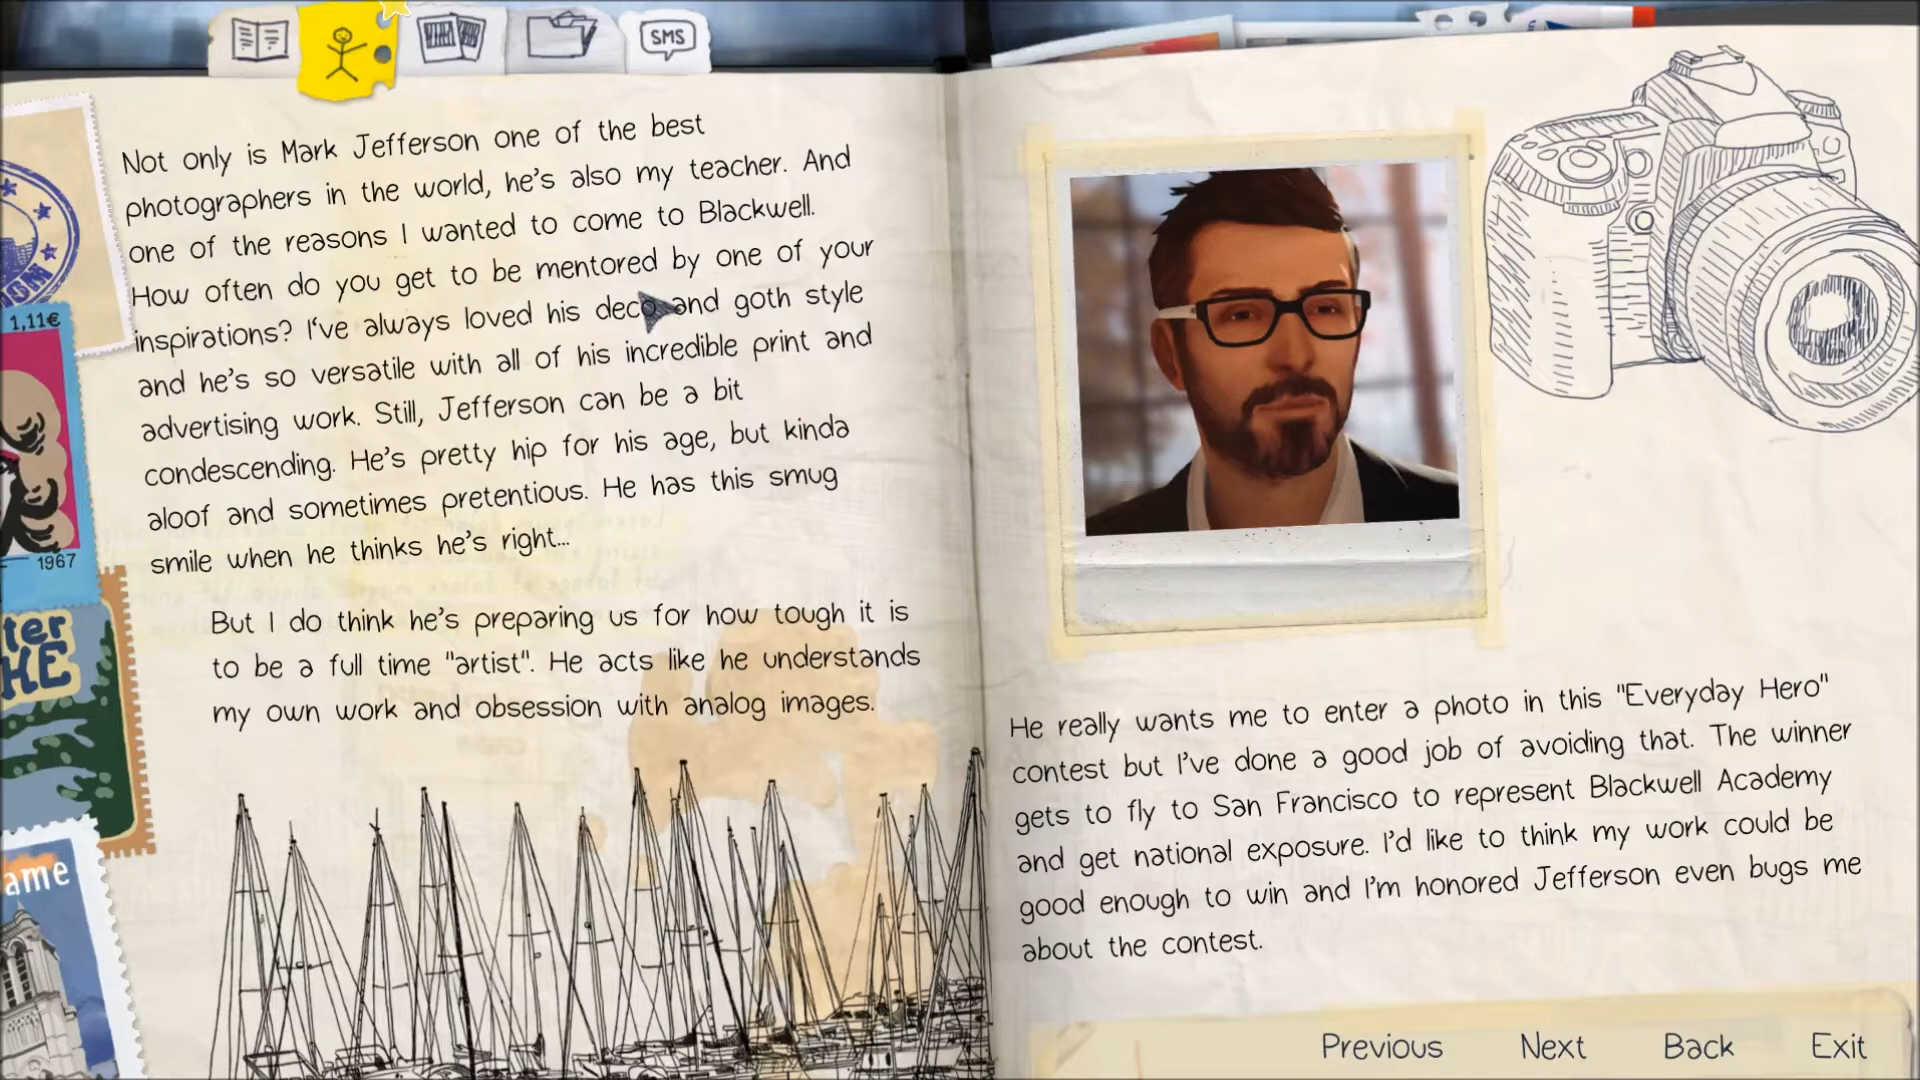 SMS
Not only is Mark Jefferson one of the best
photographers in the world, he's also my teacher. And
one of the reasons I wanted to come to Blackwell.
How often do you get to be mentored by one of your
inspirations? I've always loved his deco and goth style
and he's so versatile with all of his incredible print and
advertising work. Still, Jefferson can be a bit
condescending. He's pretty hip for his age, but kinda
aloof and sometimes pretentious. He has this smug
smile when he thinks he's right...
But I do think he's preparing us for how tough it is
to be a full time "artist". He acts like he understands
my own work and obsession with analog images.
1,11€
1967
ter
HE
ame
He really wants me to enter a photo in this "Everyday Hero"
contest but I've done a good job of avoiding that. The winner
gets to fly to San Francisco to represent Blackwell Academy
and get national exposure. I'd like to think my work could be
good enough to win and I'm honored Jefferson even bugs me
about the contest.
Previous Next Back Exit